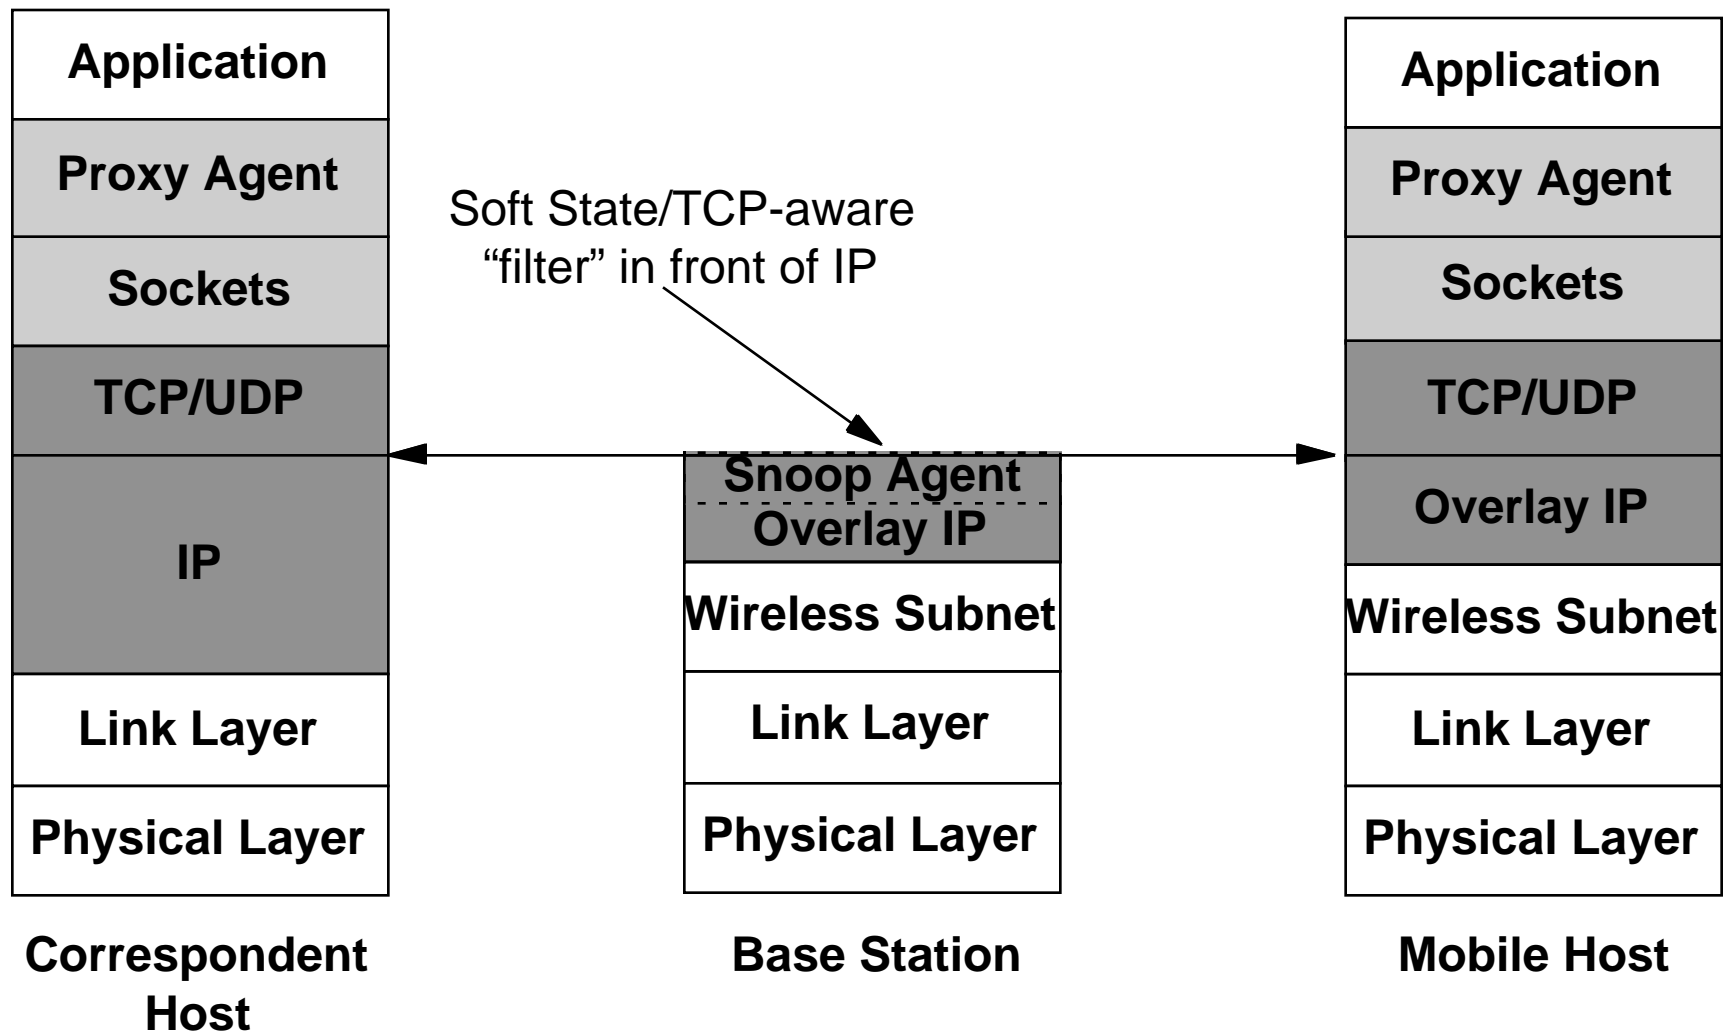 Application
Proxy Agent
Sockets
TCP/UDP
IP
Link Layer
Physical Layer
Correspondent
Host
Soft State/TCP-aware
“filter” in front of IP
Snoop Agent
Overlay IP
Wireless Subnet
Link Layer
Physical Layer
Base Station
Application
Proxy Agent
Sockets
TCP/UDP
Overlay IP
Wireless Subnet
Link Layer
Physical Layer
Mobile Host